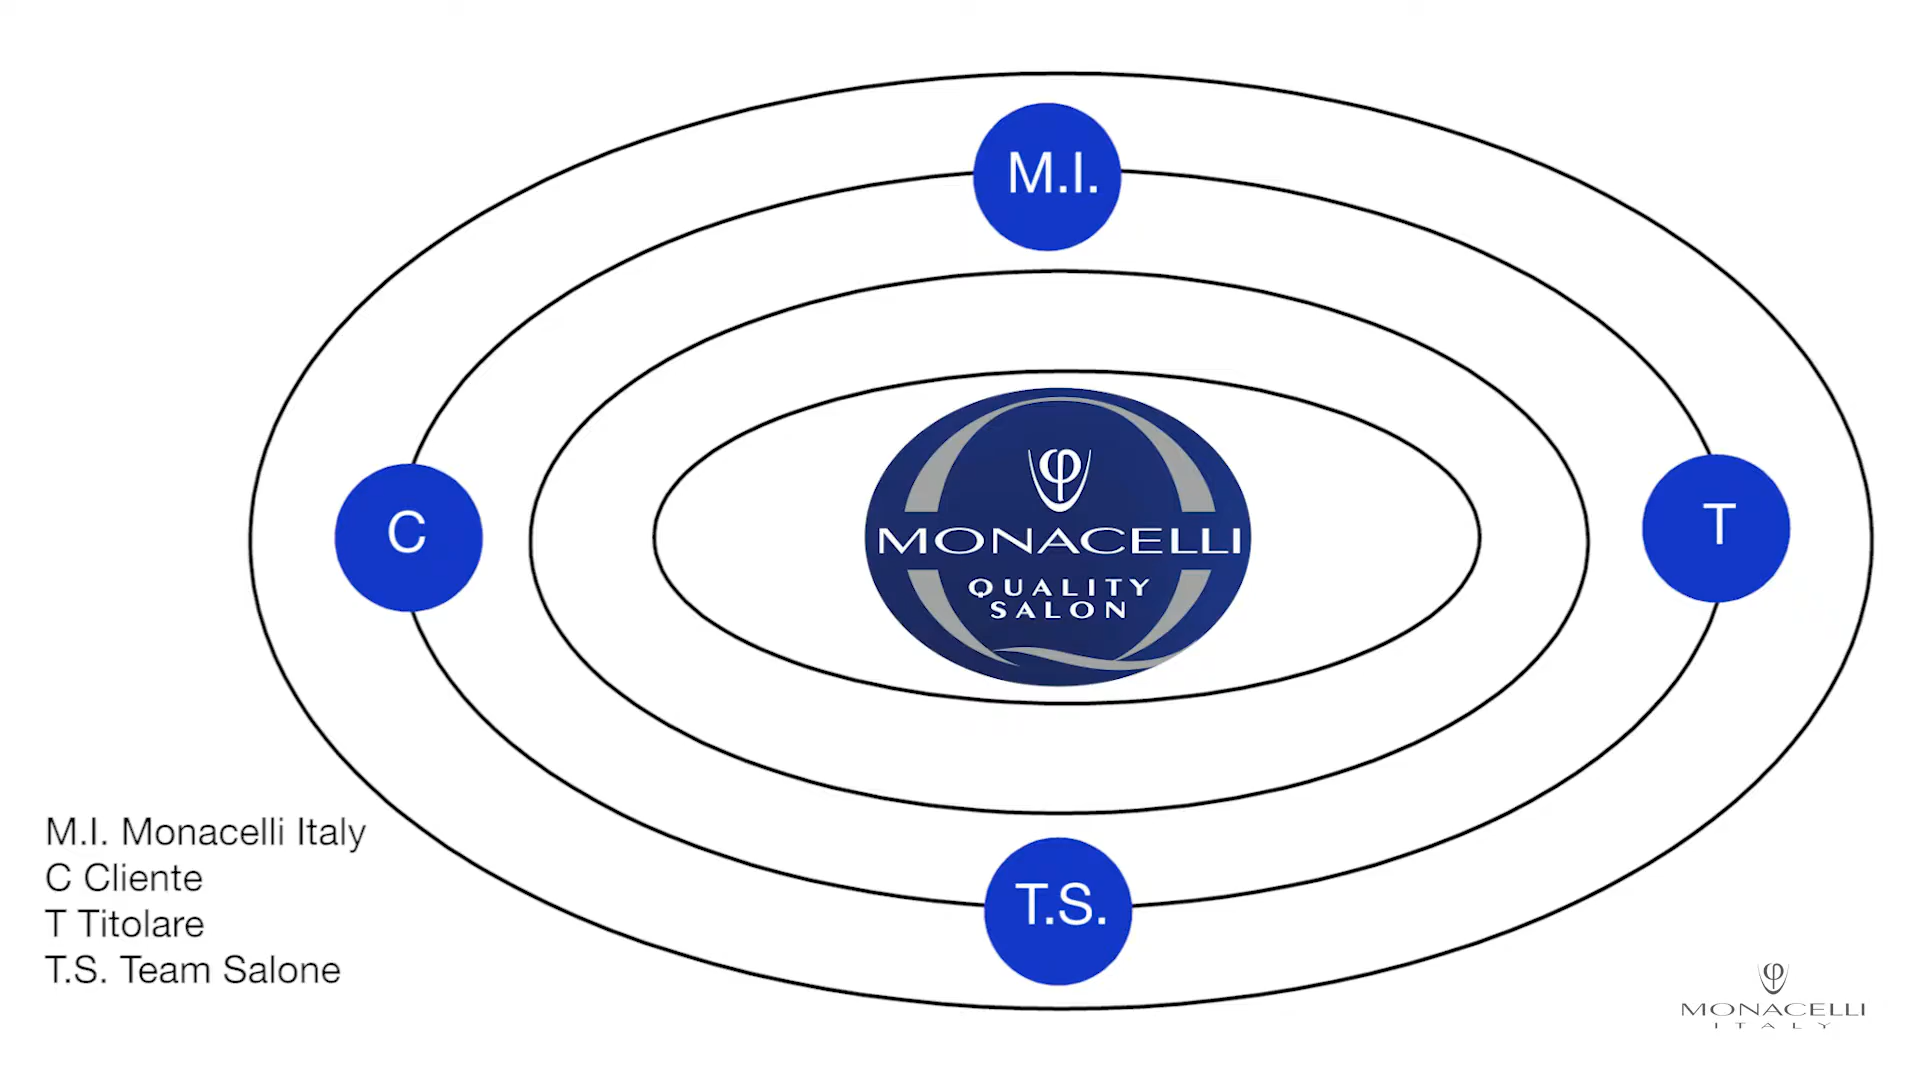 M.I.
C
T
MONACELLI
QUALITY
SALON
T.S.
M.I. Monacelli Italy
C Cliente
T Titolare
T.S. Team Salone
MONACELLI
ITALY